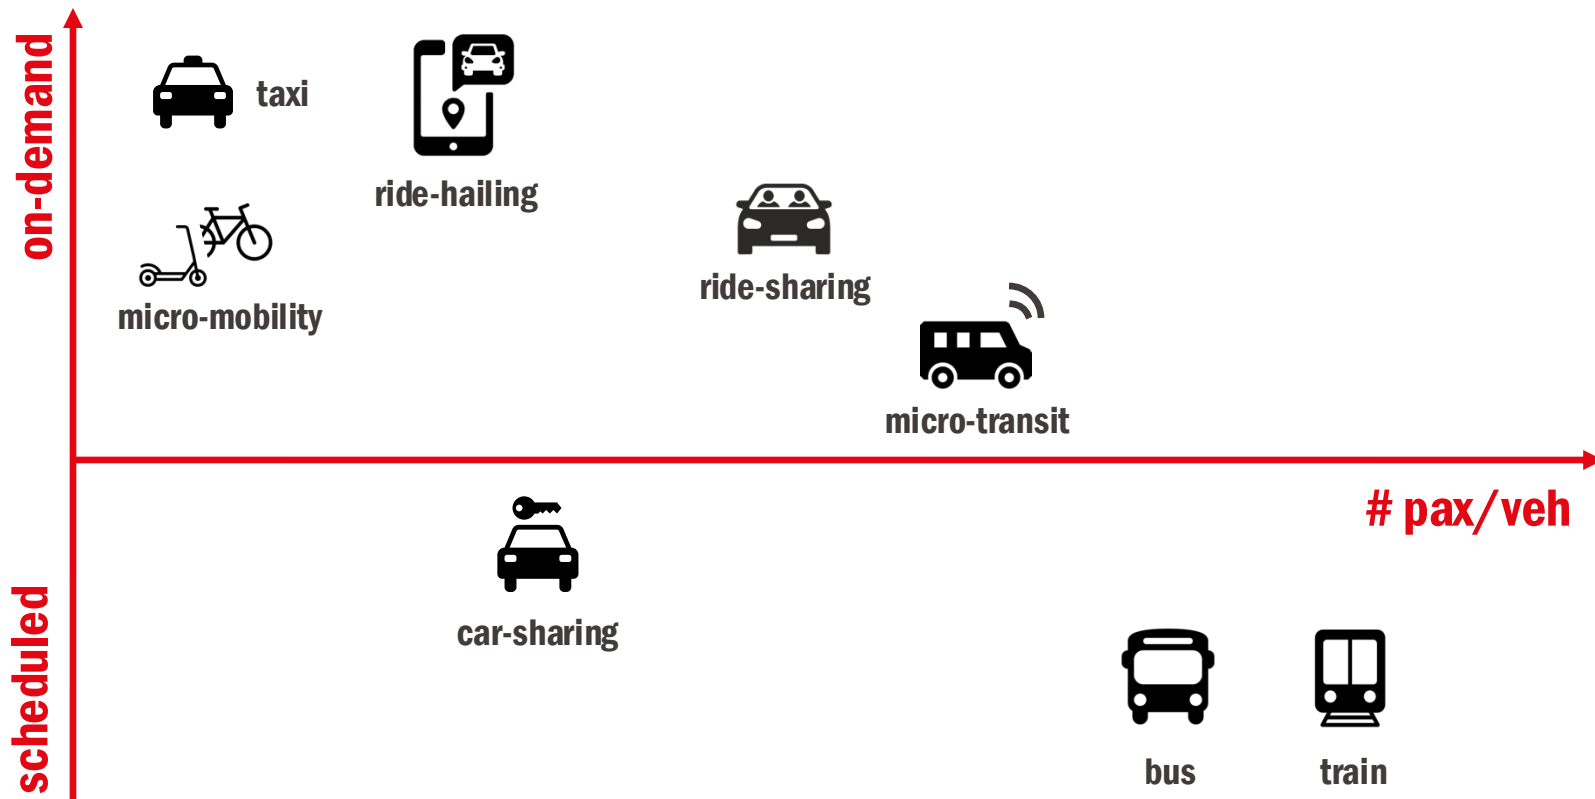 on-demand
taxi
ride-hailing
ride-sharing
micro-mobility
micro-transit
# pax/veh
scheduled
car-sharing
bus
train